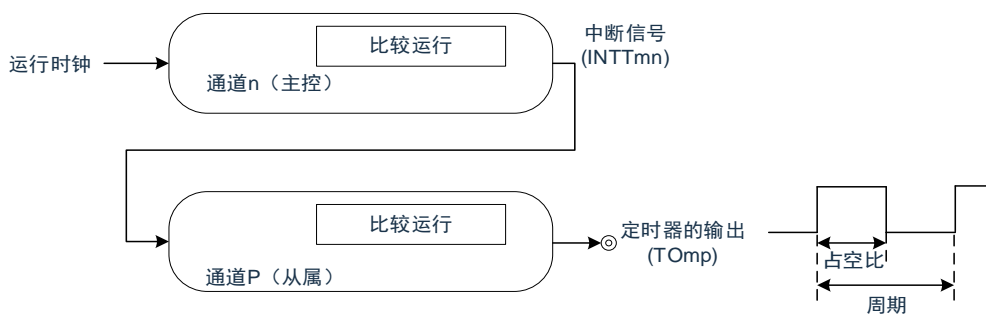 比较运行
中断信号
(INTTmn)
运行时钟
通道n（主控）
比较运行
定时器的输出
(TOmp)
通道P（从属）
占空比
周期